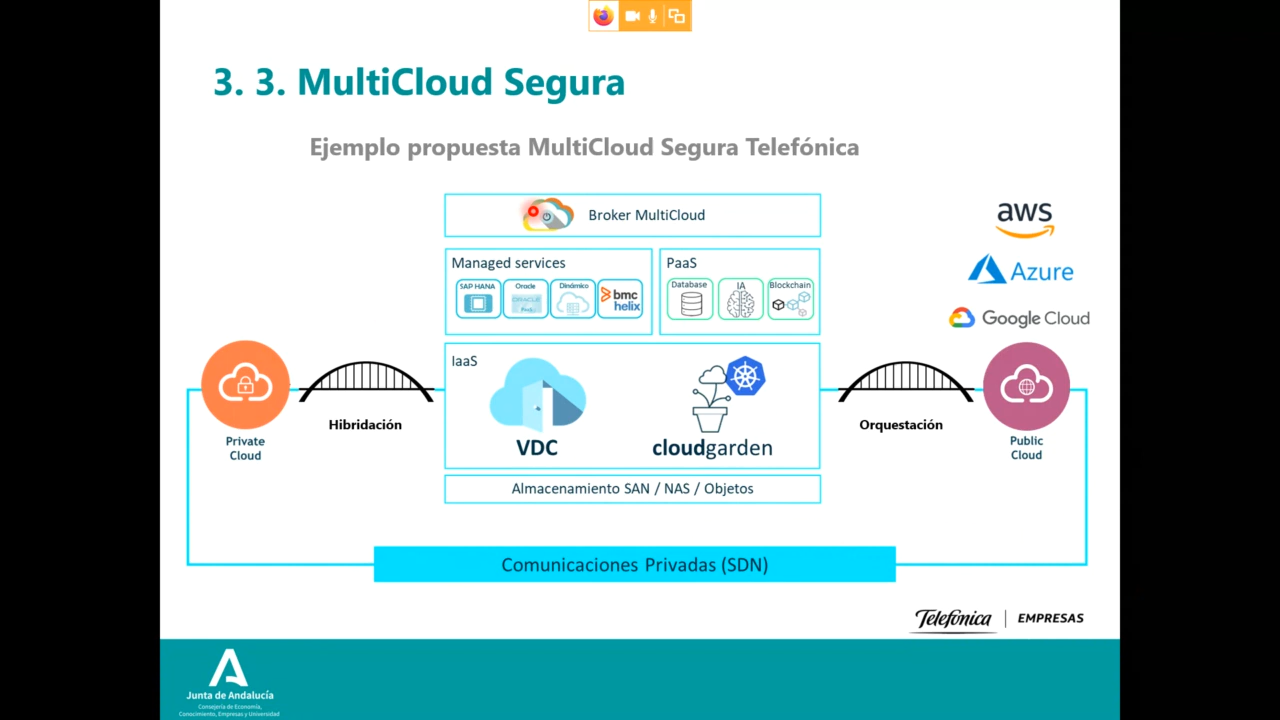 3. 3. MultiCloud Segura
Ejemplo propuesta MultiCloud Segura Telefónica
Broker MultiCloud
aws
Managed services
PaaS
SAP HANA
Oracle
Dinámico
bmc
helix
Database
IA
Blockchain
ORACLE
Azure
Google Cloud
IaaS
Hibridación
VDC
cloudgarden
Orquestación
Private
Cloud
Public
Cloud
Almacenamiento SAN / NAS / Objetos
Comunicaciones Privadas (SDN)
Telefónica | EMPRESAS
Junta de Andalucía
Consejería de Economía,
Conocimiento, Empresas y Universidad